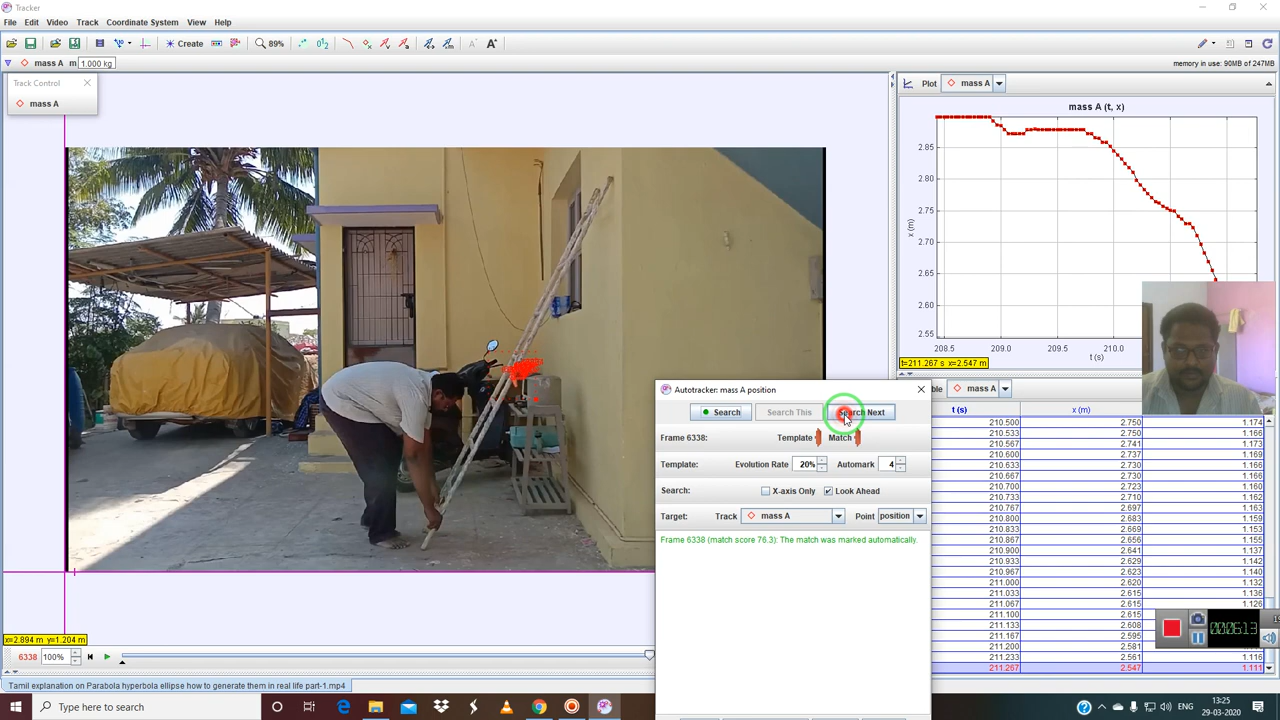 Tracker
File Edit Video Track Coordinate System View Help
Create 89%
mass A m 1.000 kg
memory in use: 90MB of 247MB
Track Control
mass A
Plot mass A
mass A (t, x)
2.85
2.80
2.75
2.70
2.65
2.60
2.55
x (m)
208.5 209.0 209.5 210.0
t (s)
t=211.267 s x=2.547 m
mass A
t (s) x (m)
210.500 2.750 1.174
210.567 2.741 1.173
210.600 2.737 1.169
210.633 2.730 1.166
210.667 2.730 1.166
210.700 2.723 1.165
210.733 2.710 1.162
210.767 2.697 1.163
210.800 2.683 1.159
210.833 2.669 1.153
210.867 2.656 1.155
210.900 2.641 1.137
210.933 2.629 1.142
210.967 2.623 1.140
211.000 2.620 1.132
211.033 2.615 1.136
211.067 2.615 1.126
211.100 2.615
211.133 2.608
211.167 2.595
211.200 2.581
211.233 2.561 1.116
211.267 2.547 1.111
Autotracker: mass A position
Search Search This Search Next
Frame 6338: Template Match
Template: Evolution Rate 20% Automark 4
Search: X-axis Only Look Ahead
Target: Track mass A Point position
Frame 6338 (match score 76.3): The match was marked automatically.
x=2.894 m y=1.204 m
6338 100%
Tamil explanation on Parabola hyperbola ellipse how to generate them in real life part-1.mp4
00:06:13
Type here to search
ENG
13:25
29-03-2020